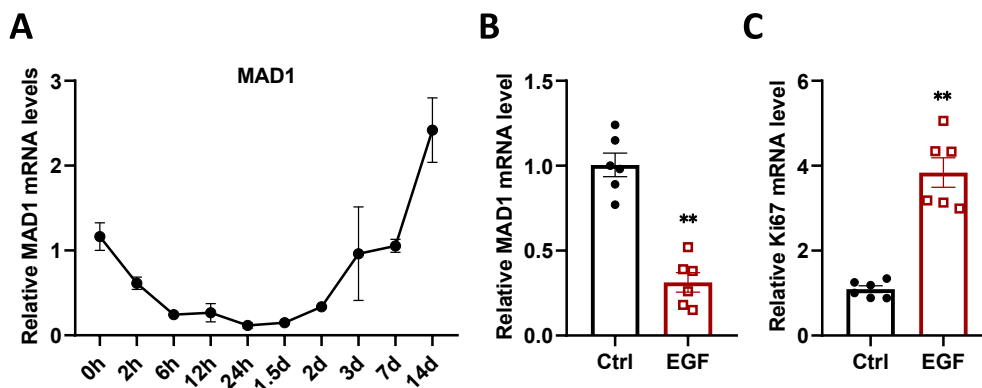 A
MAD1
Relative MAD1 mRNA levels
3
2
1
0
0h
2h
6h
12h
24h
1.5d
2d
3d
7d
14d
B
Relative MAD1 mRNA level
1.5
1.0
0.5
0.0
**
Ctrl
EGF
C
Relative Ki67 mRNA level
6
4
2
0
**
Ctrl
EGF